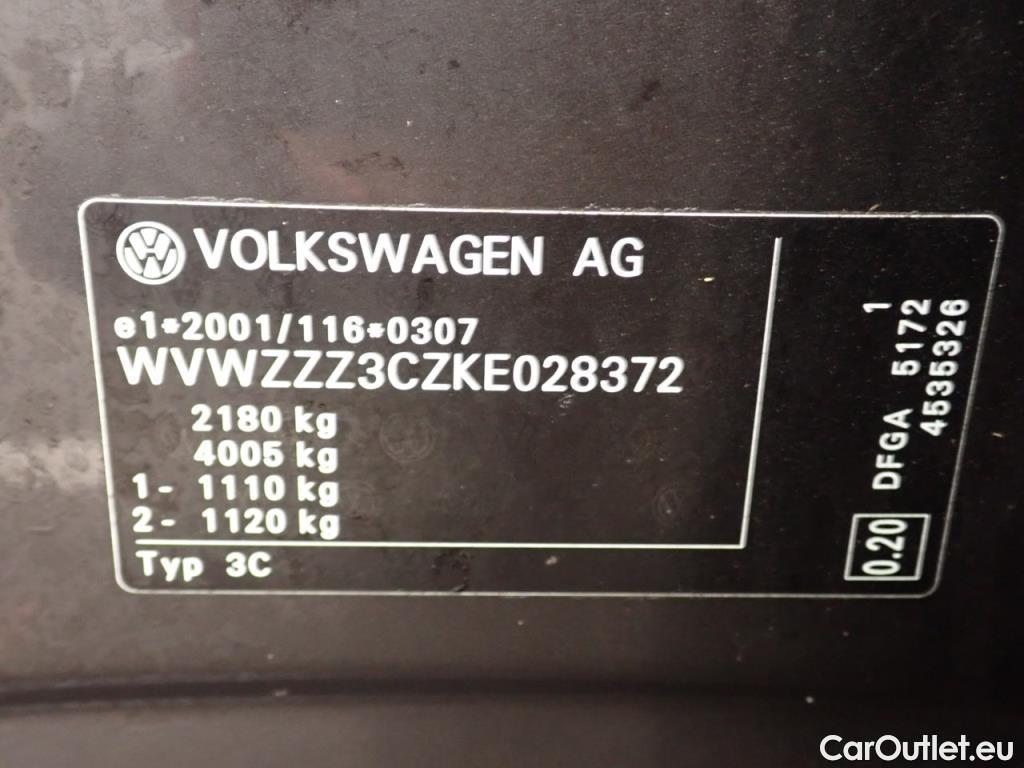 VOLKSWAGEN AG
e1*2001/116*0307
WVWZZZ3CZKE028372
2180 kg
4005 kg
1- 1110 kg
2- 1120 kg
Typ 3C
1
0.20 DFGA 5172
4535326
CarOutlet.eu